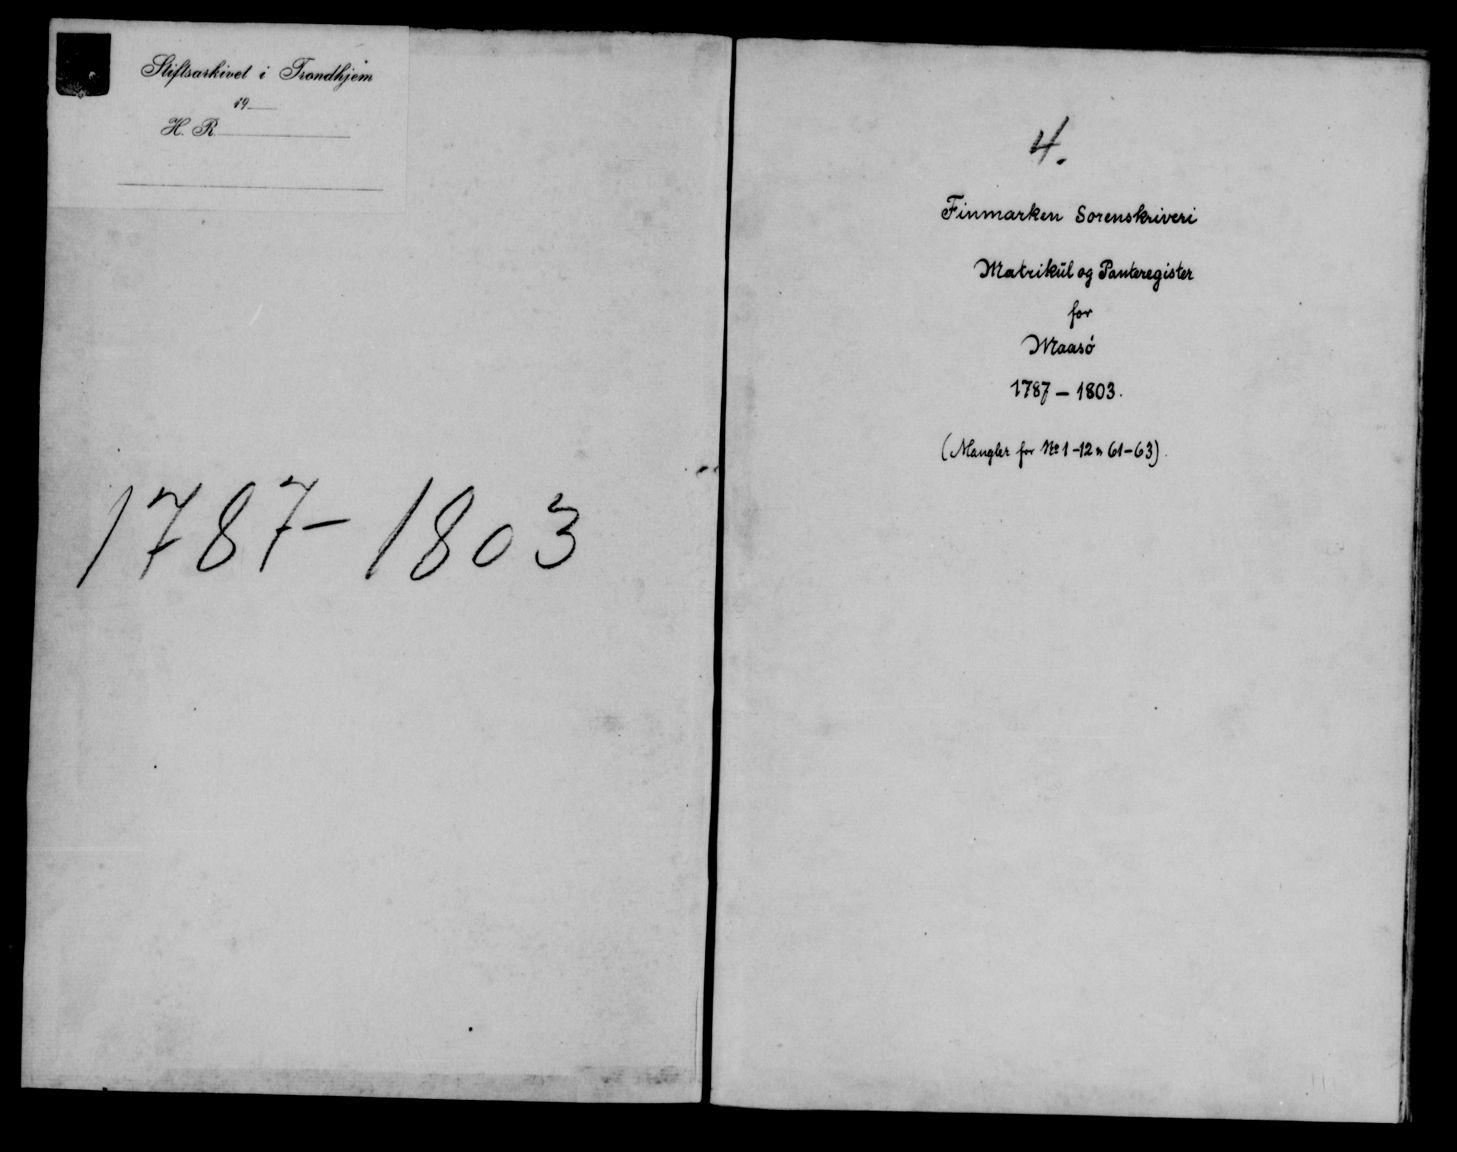 Stiftsarkivet i Trondhjem
19
H. R.
1787 - 1803
4.
Finmarken Sorenskriveri
Matrikul og Panteregister
for
Maasö
1787 - 1803.
(Mangler for No 1 - 12 61 - 63).